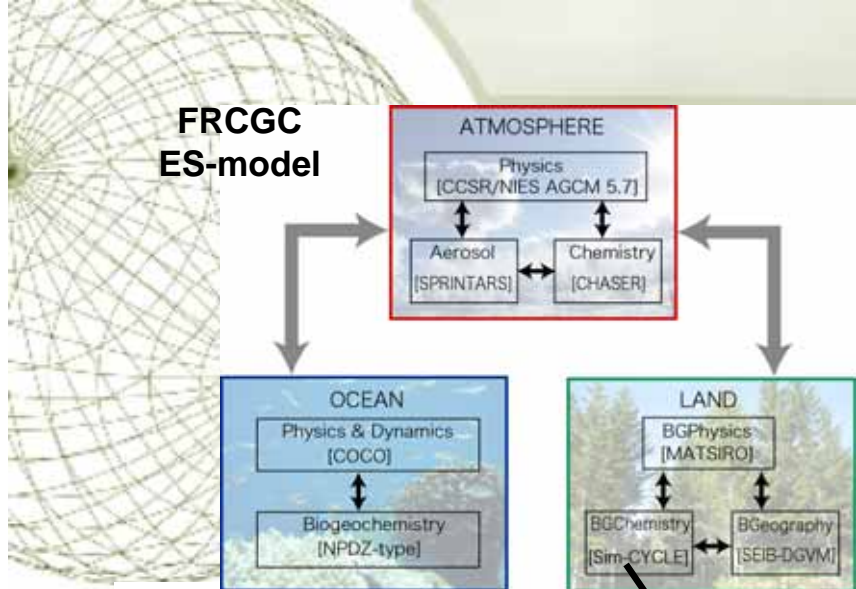 FRCGC
ES-model
ATMOSPHERE
Physics
[CCSR/NIES AGCM 5.7]
Aerosol
[SPRINTARS]
Chemistry
[CHASER]
OCEAN
Physics & Dynamics
[COCO]
Biogeochemistry
[NPDZ-type]
LAND
BGPhysics
[MATSIRO]
BGChemistry
[Sim-CYCLE]
BGeography
[SEIB-DGVM]